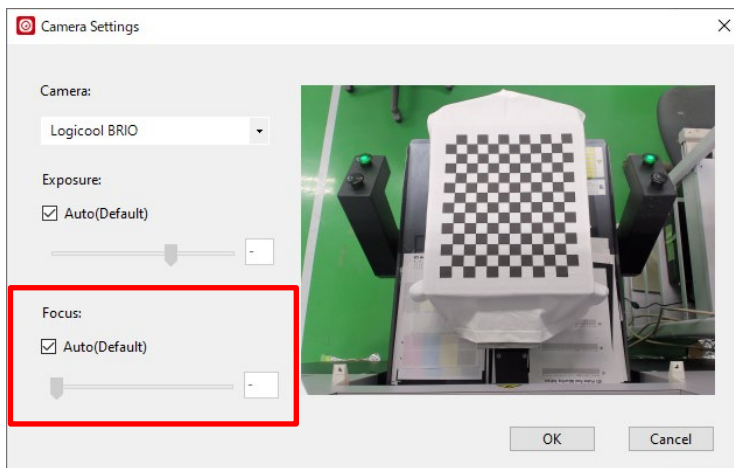 Camera Settings
Camera:
Logicool BRIO
Exposure:
Auto(Default)
-
Focus:
Auto(Default)
-
OK
Cancel